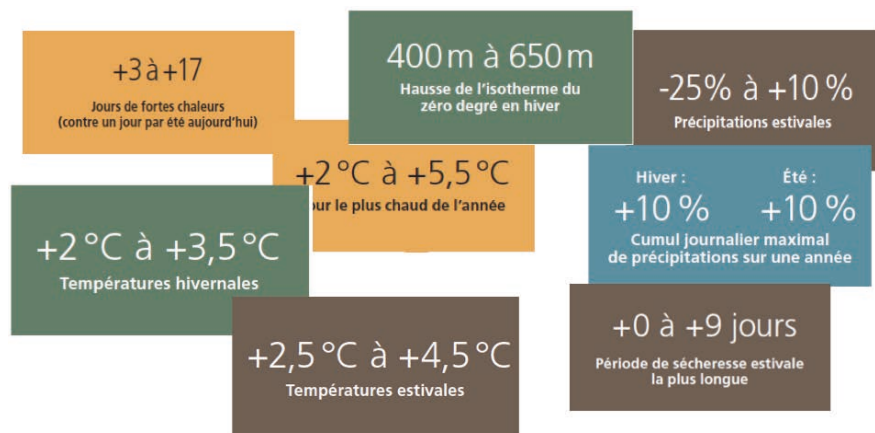 +3 à +17
Jours de fortes chaleurs
(contre un jour par été aujourd'hui)
400 m à 650 m
Hausse de l'isotherme du
zéro degré en hiver
-25% à +10 %
Précipitations estivales
+2 °C à +5,5 °C
our le plus chaud de l'année
Hiver :
Été :
+10 %
+10 %
Cumul journalier maximal
de précipitations sur une année
+2 °C à +3,5 °C
Températures hivernales
+2,5 °C à +4,5 °C
Températures estivales
+0 à +9 jours
Période de sécheresse estivale
la plus longue